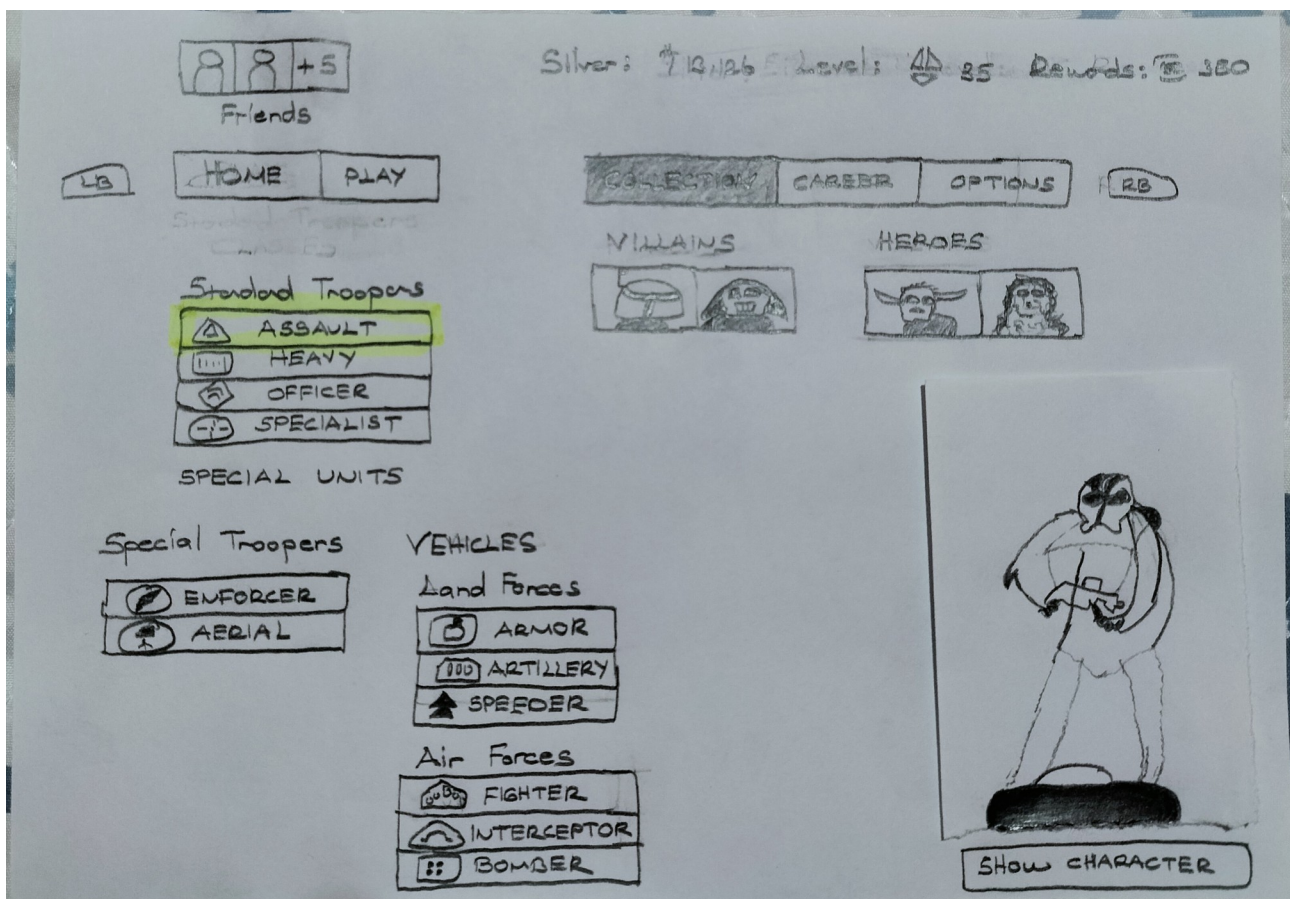 +5
Friends
Silver: Level: 35 Rewards:
LB HOME PLAY COLLECTION CAREER OPTIONS RB
Standard Troopers
VILLAINS HEROES
Standard Troopers
ASSAULT
HEAVY
OFFICER
SPECIALIST
SPECIAL UNITS
Special Troopers
ENFORCER
AERIAL
VEHICLES
Land Forces
ARMOR
ARTILLERY
SPEEDER
Air Forces
FIGHTER
INTERCEPTOR
BOMBER
SHOW CHARACTER